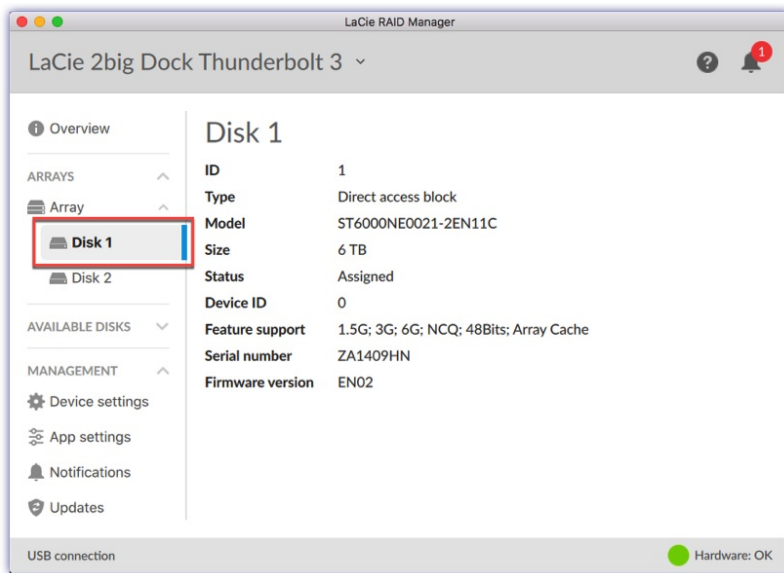 LaCie RAID Manager
LaCie 2big Dock Thunderbolt 3
1
Overview
ARRAYS
Array
Disk 1
Disk 2
AVAILABLE DISKS
MANAGEMENT
Device settings
App settings
Notifications
Updates
Disk 1
ID 1
Type Direct access block
Model ST6000NE0021-2EN11C
Size 6 TB
Status Assigned
Device ID 0
Feature support 1.5G; 3G; 6G; NCQ; 48Bits; Array Cache
Serial number ZA1409HN
Firmware version EN02
USB connection
Hardware: OK